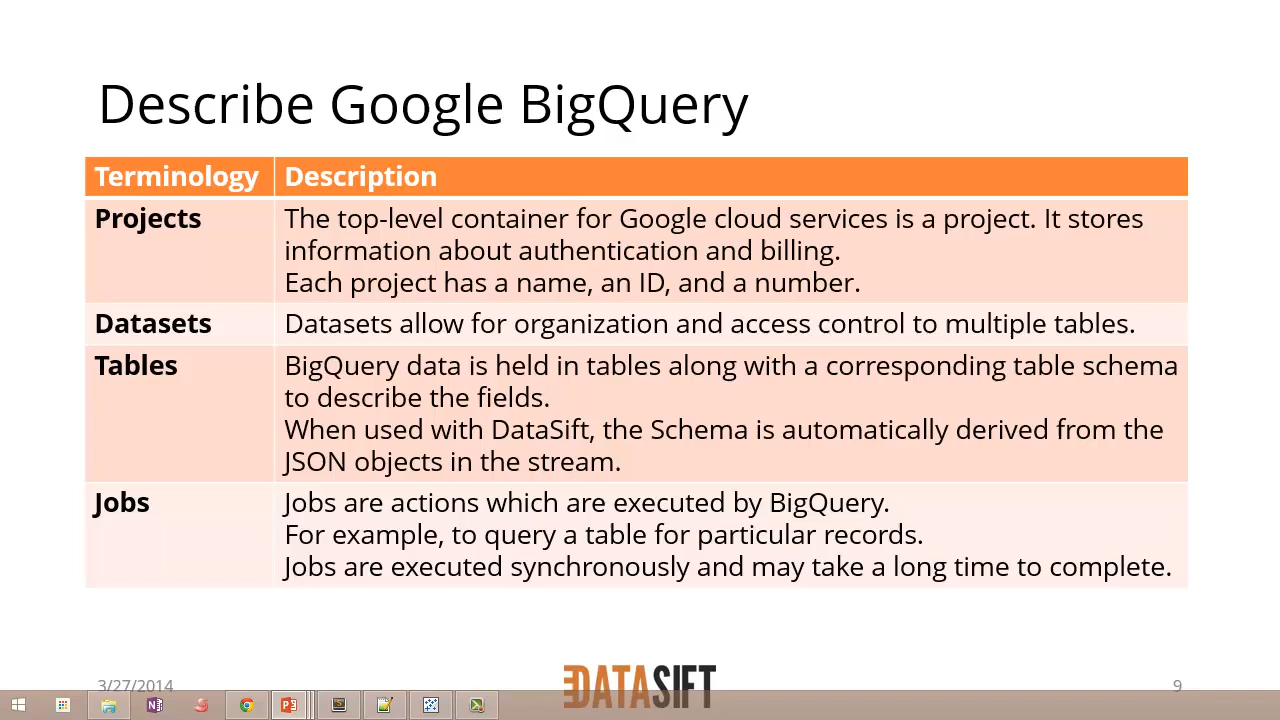 Describe Google BigQuery
Terminology Description
Projects The top-level container for Google cloud services is a project. It stores
information about authentication and billing.
Each project has a name, an ID, and a number.
Datasets Datasets allow for organization and access control to multiple tables.
Tables BigQuery data is held in tables along with a corresponding table schema
to describe the fields.
When used with DataSift, the Schema is automatically derived from the
JSON objects in the stream.
Jobs Jobs are actions which are executed by BigQuery.
For example, to query a table for particular records.
Jobs are executed synchronously and may take a long time to complete.
3/27/2014 DATASIFT 9